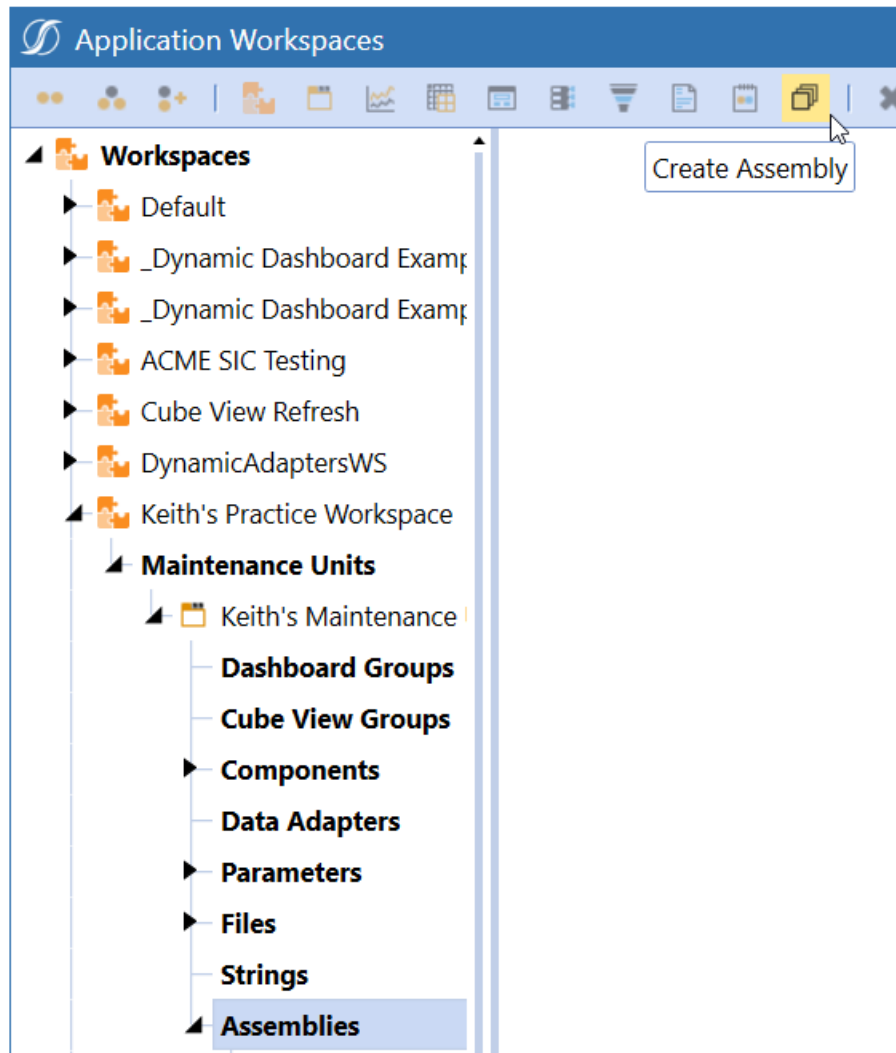 Application Workspaces
Create Assembly
Workspaces
Default
_Dynamic Dashboard Examp
_Dynamic Dashboard Examp
ACME SIC Testing
Cube View Refresh
DynamicAdaptersWS
Keith's Practice Workspace
Maintenance Units
Keith's Maintenance
Dashboard Groups
Cube View Groups
Components
Data Adapters
Parameters
Files
Strings
Assemblies